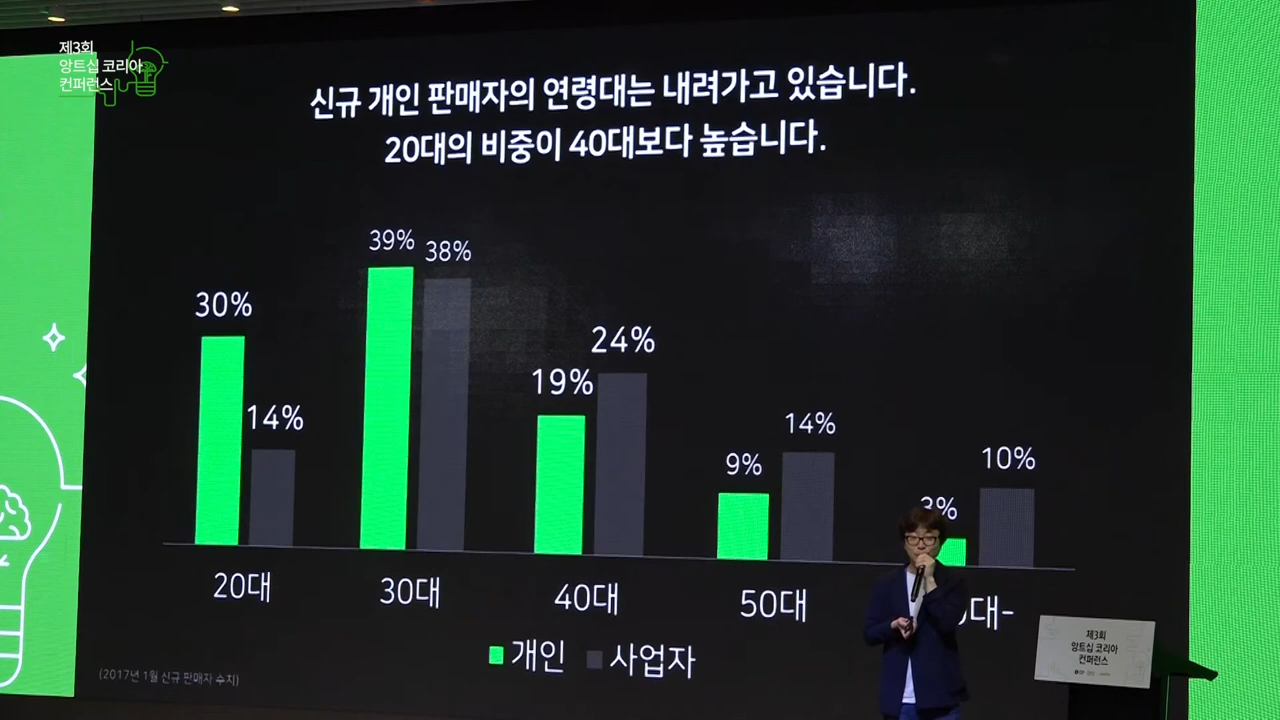 제3회
앙트십 코리아
컨퍼런스
신규 개인 판매자의 연령대는 내려가고 있습니다.
20대의 비중이 40대보다 높습니다.
30% 14% 39% 38% 19% 24% 9% 14% 3% 10%
20대 30대 40대 50대 대-
개인 사업자
(2017년 1월 신규 판매자 수치)
제3회
앙트십 코리아
컨퍼런스